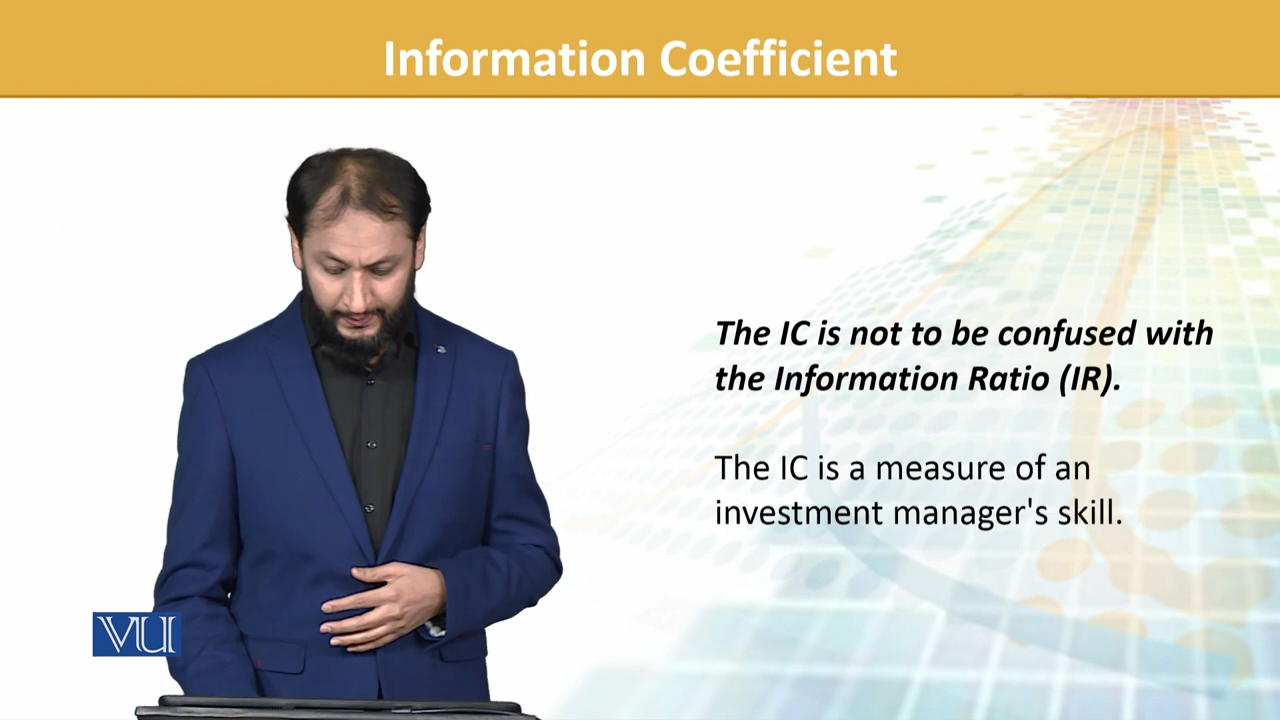 Information Coefficient
The IC is not to be confused with
the Information Ratio (IR).
The IC is a measure of an
investment manager's skill.
VU